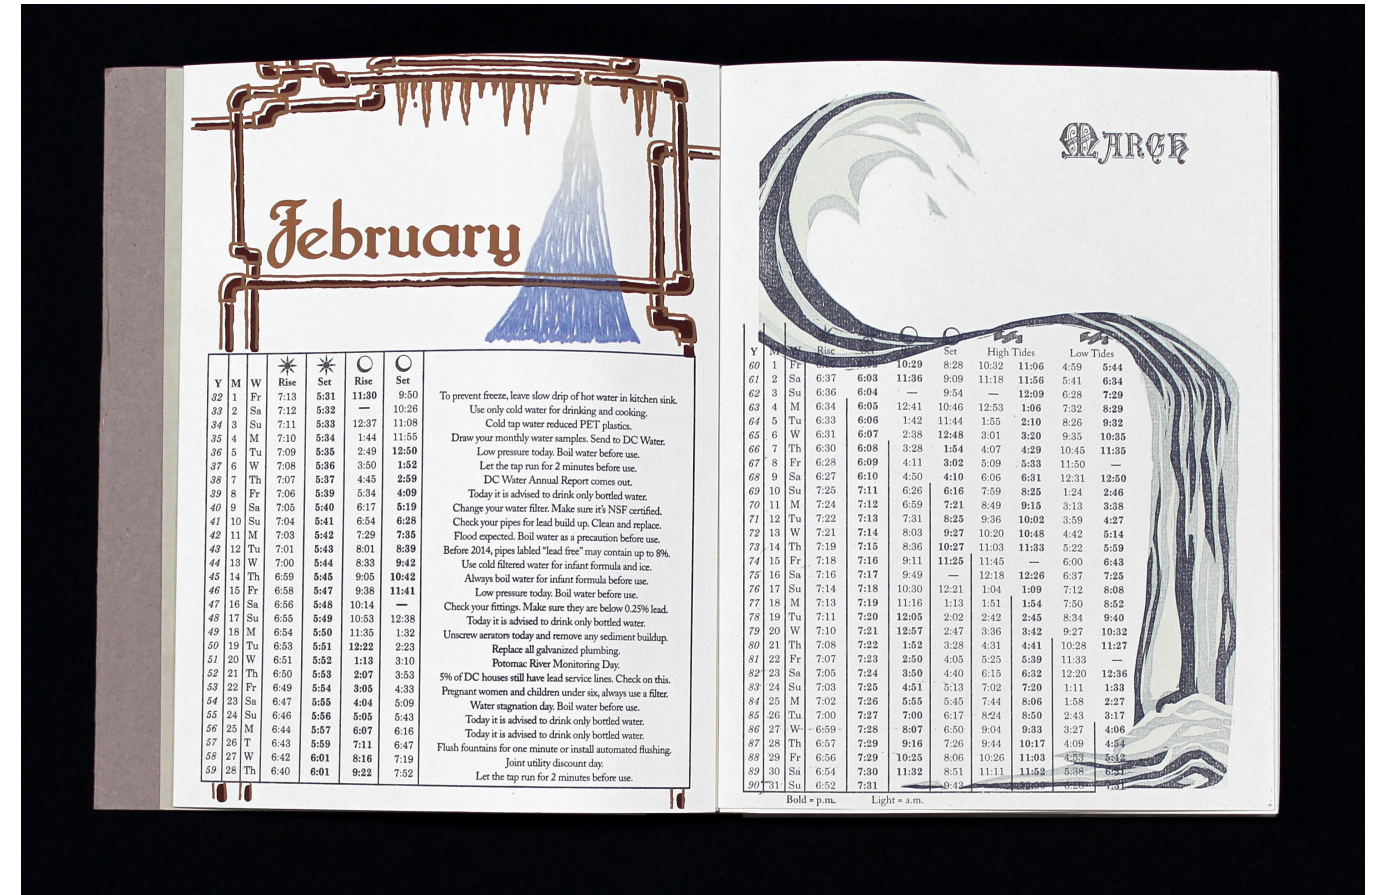 February
Y M W Rise Set Rise Set
32 1 Fr 7:13 5:31 11:30 9:50 To prevent freeze, leave slow drip of hot water in kitchen sink.
33 2 Sa 7:12 5:32 — 10:26 Use only cold water for drinking and cooking.
34 3 Su 7:11 5:33 12:37 11:08 Cold tap water reduced PET plastics.
35 4 M 7:10 5:34 1:44 11:55 Draw your monthly water samples. Send to DC Water.
36 5 Tu 7:09 5:35 2:49 12:50 Low pressure today. Boil water before use.
37 6 W 7:08 5:36 3:50 1:52 Let the tap run for 2 minutes before use.
38 7 Th 7:07 5:37 4:45 2:59 DC Water Annual Report comes out.
39 8 Fr 7:06 5:39 5:34 4:09 Today it is advised to drink only bottled water.
40 9 Sa 7:05 5:40 6:17 5:19 Change your water filter. Make sure it's NSF certified.
41 10 Su 7:04 5:41 6:54 6:28 Check your pipes for lead build up. Clean and replace.
42 11 M 7:03 5:42 7:29 7:35 Flood expected. Boil water as a precaution before use.
43 12 Tu 7:01 5:43 8:01 8:39 Before 2014, pipes labled "lead free" may contain up to 8%.
44 13 W 7:00 5:44 8:33 9:42 Use cold filtered water for infant formula and ice.
45 14 Th 6:59 5:45 9:05 10:42 Always boil water for infant formula before use.
46 15 Fr 6:58 5:47 9:38 11:41 Low pressure today. Boil water before use.
47 16 Sa 6:56 5:48 10:14 — Check your fittings. Make sure they are below 0.25% lead.
48 17 Su 6:55 5:49 10:53 12:38 Today it is advised to drink only bottled water.
49 18 M 6:54 5:50 11:35 1:32 Unscrew aerators today and remove any sediment buildup.
50 19 Tu 6:53 5:51 12:22 2:23 Replace all galvanized plumbing.
51 20 W 6:51 5:52 1:13 3:10 Potomac River Monitoring Day.
52 21 Th 6:50 5:53 2:07 3:53 5% of DC houses still have lead service lines. Check on this.
53 22 Fr 6:49 5:54 3:05 4:33 Pregnant women and children under six, always use a filter.
54 23 Sa 6:47 5:55 4:04 5:09 Water stagnation day. Boil water before use.
55 24 Su 6:46 5:56 5:05 5:43 Today it is advised to drink only bottled water.
56 25 M 6:44 5:57 6:07 6:16 Today it is advised to drink only bottled water.
57 26 T 6:43 5:59 7:11 6:47 Flush fountains for one minute or install automated flushing.
58 27 W 6:42 6:01 8:16 7:19 Joint utility discount day.
59 28 Th 6:40 6:01 9:22 7:52 Let the tap run for 2 minutes before use.
March
Y M W Rise Set High Tides Low Tides
60 1 Fr 10:29 8:28 10:32 11:06 4:59 5:44
61 2 Sa 6:37 6:03 11:36 9:09 11:18 11:56 5:41 6:34
62 3 Su 6:36 6:04 — 9:54 — 12:09 6:28 7:29
63 4 M 6:34 6:05 12:41 10:46 12:53 1:06 7:32 8:29
64 5 Tu 6:33 6:06 1:42 11:44 1:55 2:10 8:26 9:32
65 6 W 6:31 6:07 2:38 12:48 3:01 3:20 9:35 10:35
66 7 Th 6:30 6:08 3:28 1:54 4:07 4:29 10:45 11:35
67 8 Fr 6:28 6:09 4:11 3:02 5:09 5:33 11:50 —
68 9 Sa 6:27 6:10 4:50 4:10 6:06 6:31 12:31 12:50
69 10 Su 7:25 7:11 6:26 6:16 7:59 8:25 1:24 2:46
70 11 M 7:24 7:12 6:59 7:21 8:49 9:15 3:13 3:38
71 12 Tu 7:22 7:13 7:31 8:25 9:36 10:02 3:59 4:27
72 13 W 7:21 7:14 8:03 9:27 10:20 10:48 4:42 5:14
73 14 Th 7:19 7:15 8:36 10:27 11:03 11:33 5:22 5:59
74 15 Fr 7:18 7:16 9:11 11:25 11:45 — 6:00 6:43
75 16 Sa 7:16 7:17 9:49 — 12:18 12:26 6:37 7:25
76 17 Su 7:14 7:18 10:30 12:21 1:04 1:09 7:12 8:08
77 18 M 7:13 7:19 11:16 1:13 1:51 1:54 7:50 8:52
78 19 Tu 7:11 7:20 12:05 2:02 2:42 2:45 8:34 9:40
79 20 W 7:10 7:21 12:57 2:47 3:36 3:42 9:27 10:32
80 21 Th 7:08 7:22 1:52 3:28 4:31 4:41 10:28 11:27
81 22 Fr 7:07 7:23 2:50 4:05 5:25 5:39 11:33 —
82 23 Sa 7:05 7:24 3:50 4:40 6:15 6:32 12:20 12:36
83 24 Su 7:03 7:25 4:51 5:13 7:02 7:20 1:11 1:33
84 25 M 7:02 7:26 5:55 5:45 7:44 8:06 1:58 2:27
85 26 Tu 7:00 7:27 7:00 6:17 8:24 8:50 2:43 3:17
86 27 W 6:59 7:28 8:07 6:50 9:04 9:33 3:27 4:06
87 28 Th 6:57 7:29 9:16 7:26 9:44 10:17 4:09 4:54
88 29 Fr 6:56 7:29 10:25 8:06 10:26 11:03 4:53 5:42
89 30 Sa 6:54 7:30 11:32 8:51 11:11 11:52 5:38 6:31
90 31 Su 6:52 7:31 9:42
Bold = p.m. Light = a.m.